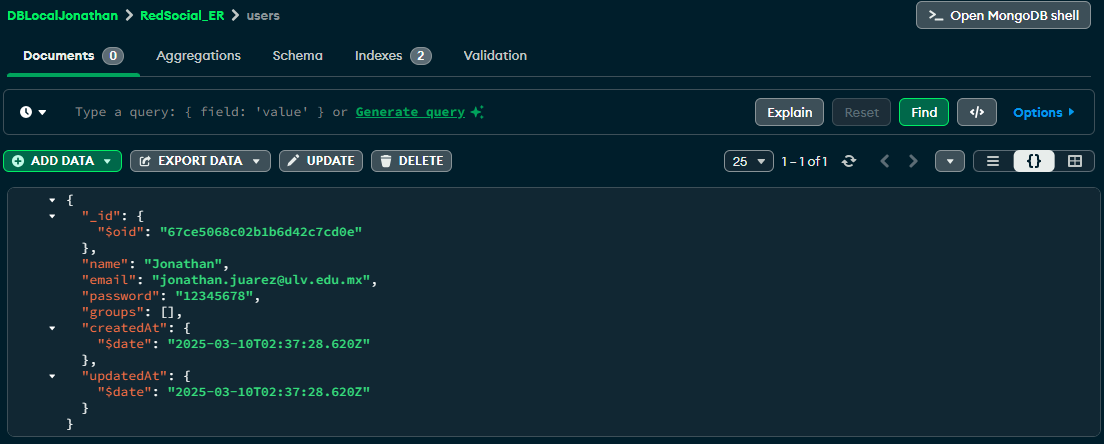 DBLocalJonathan > RedSocial_ER > users
>_ Open MongoDB shell
Documents 0 Aggregations Schema Indexes 2 Validation
Type a query: { field: 'value' } or Generate query
Explain Reset Find </> Options
ADD DATA EXPORT DATA UPDATE DELETE
25 1 – 1 of 1 {}
{
"_id": {
"$oid": "67ce5068c02b1b6d42c7cd0e"
},
"name": "Jonathan",
"email": "jonathan.juarez@ulv.edu.mx",
"password": "12345678",
"groups": [],
"createdAt": {
"$date": "2025-03-10T02:37:28.620Z"
},
"updatedAt": {
"$date": "2025-03-10T02:37:28.620Z"
}
}